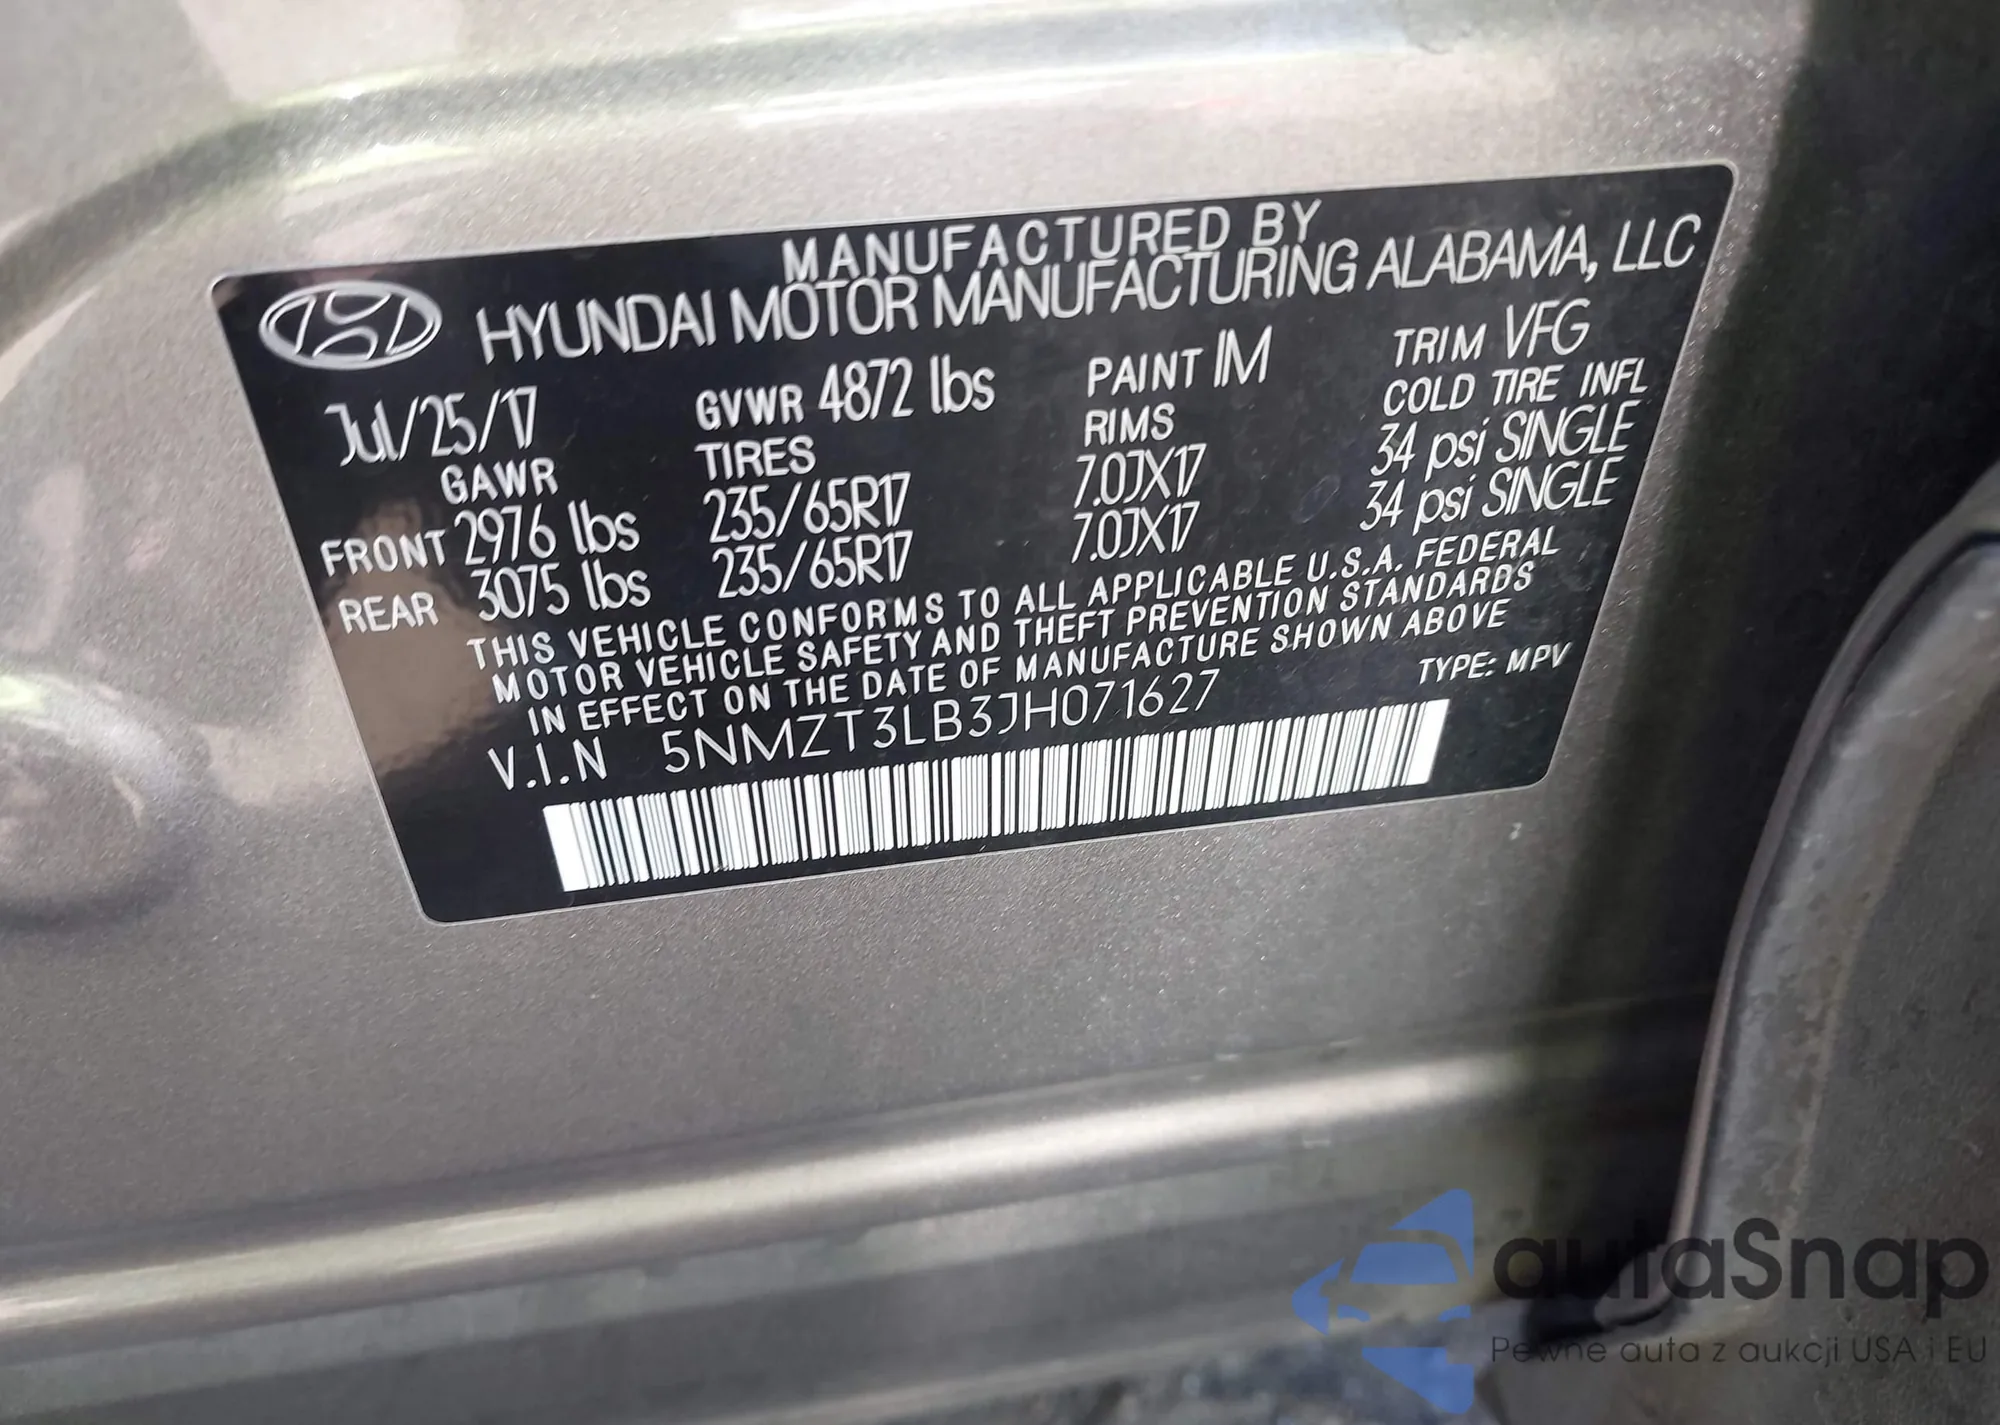 MANUFACTURED BY
HYUNDAI MOTOR MANUFACTURING ALABAMA, LLC
Jul/25/17 GVWR 4872 lbs PAINT IM TRIM VFG
GAWR TIRES RIMS COLD TIRE INFL
FRONT 2976 lbs 235/65R17 7.0JX17 34 psi SINGLE
REAR 3075 lbs 235/65R17 7.0JX17 34 psi SINGLE
THIS VEHICLE CONFORMS TO ALL APPLICABLE U.S.A. FEDERAL
MOTOR VEHICLE SAFETY AND THEFT PREVENTION STANDARDS
IN EFFECT ON THE DATE OF MANUFACTURE SHOWN ABOVE
V.I.N 5NMZT3LB3JH071627 TYPE: MPV
autaSnap
Pewne auta z aukcji USA i EU